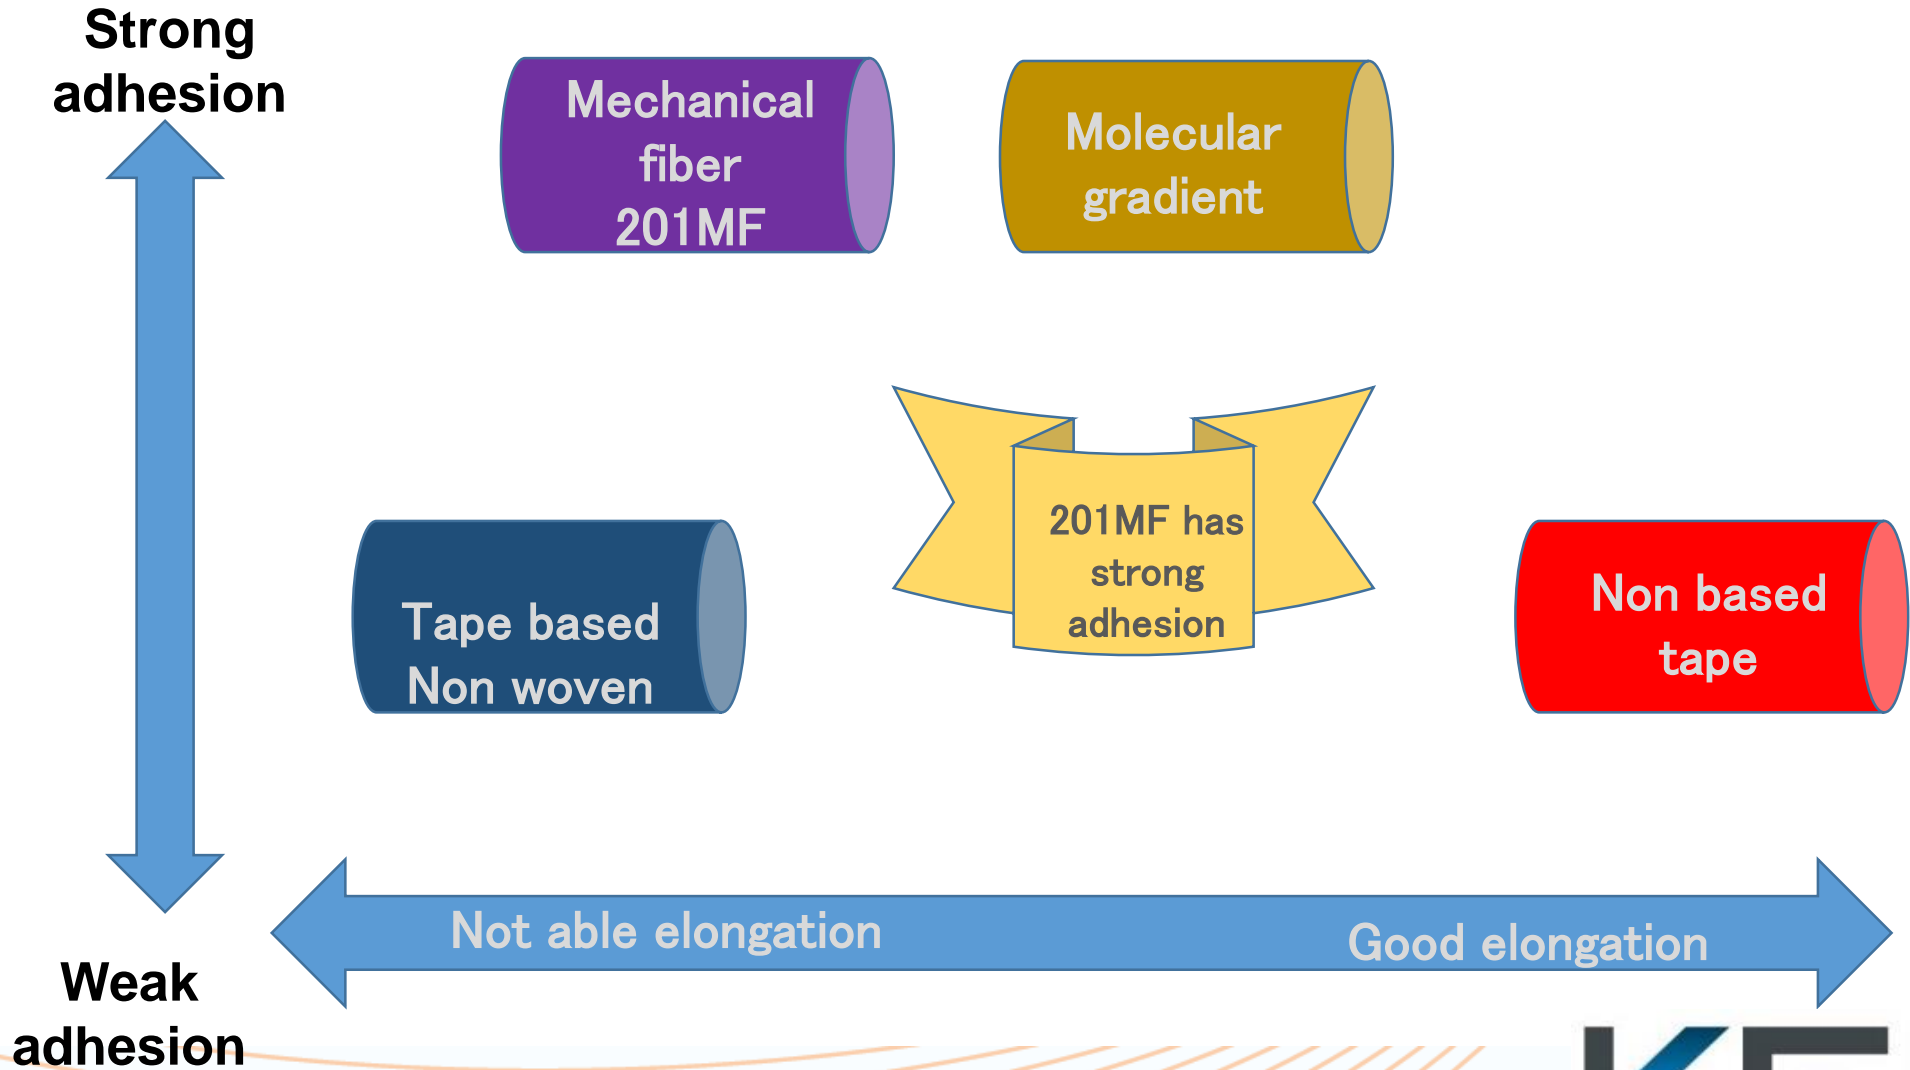 Strong
adhesion
Mechanical
fiber
201MF
Molecular
gradient
201MF has
strong
adhesion
Tape based
Non woven
Non based
tape
Not able elongation
Good elongation
Weak
adhesion